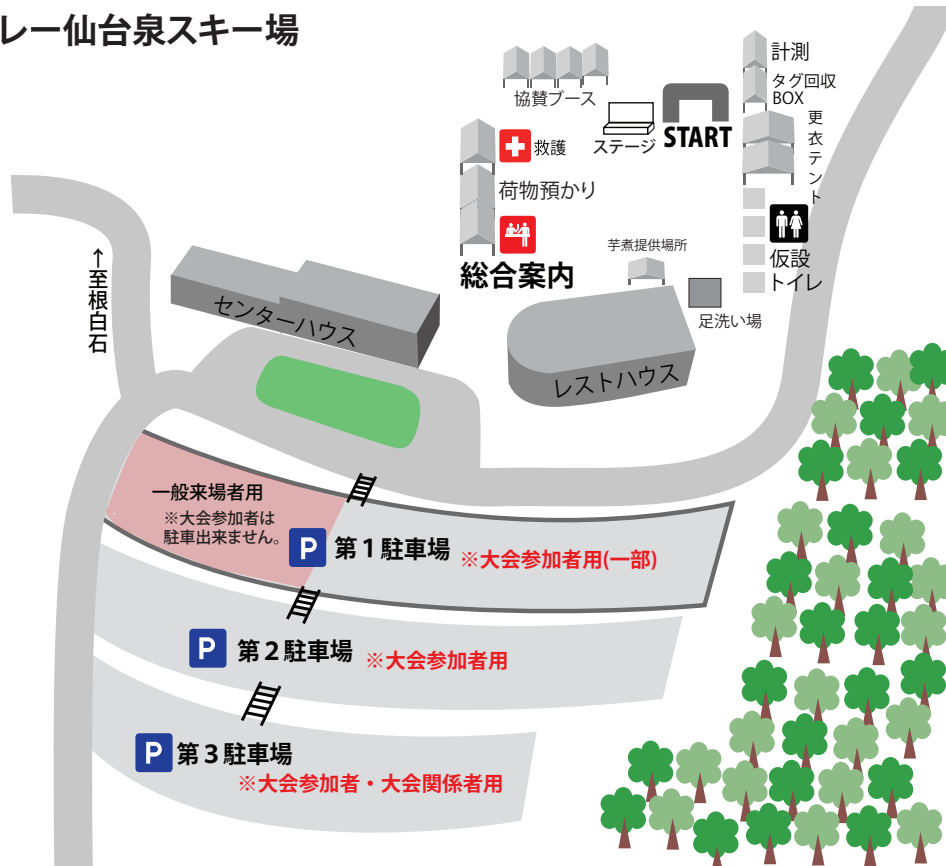 レー仙台泉スキー場
計測
タグ回収
BOX
協賛ブース
更衣テント
ステージ
START
救護
荷物預かり
仮設
トイレ
総合案内
芋煮提供場所
足洗い場
↑至根白石
センターハウス
レストハウス
一般来場者用
※大会参加者は
駐車出来ません。
P 第1駐車場 ※大会参加者用(一部)
P 第2駐車場 ※大会参加者用
P 第3駐車場
※大会参加者・大会関係者用